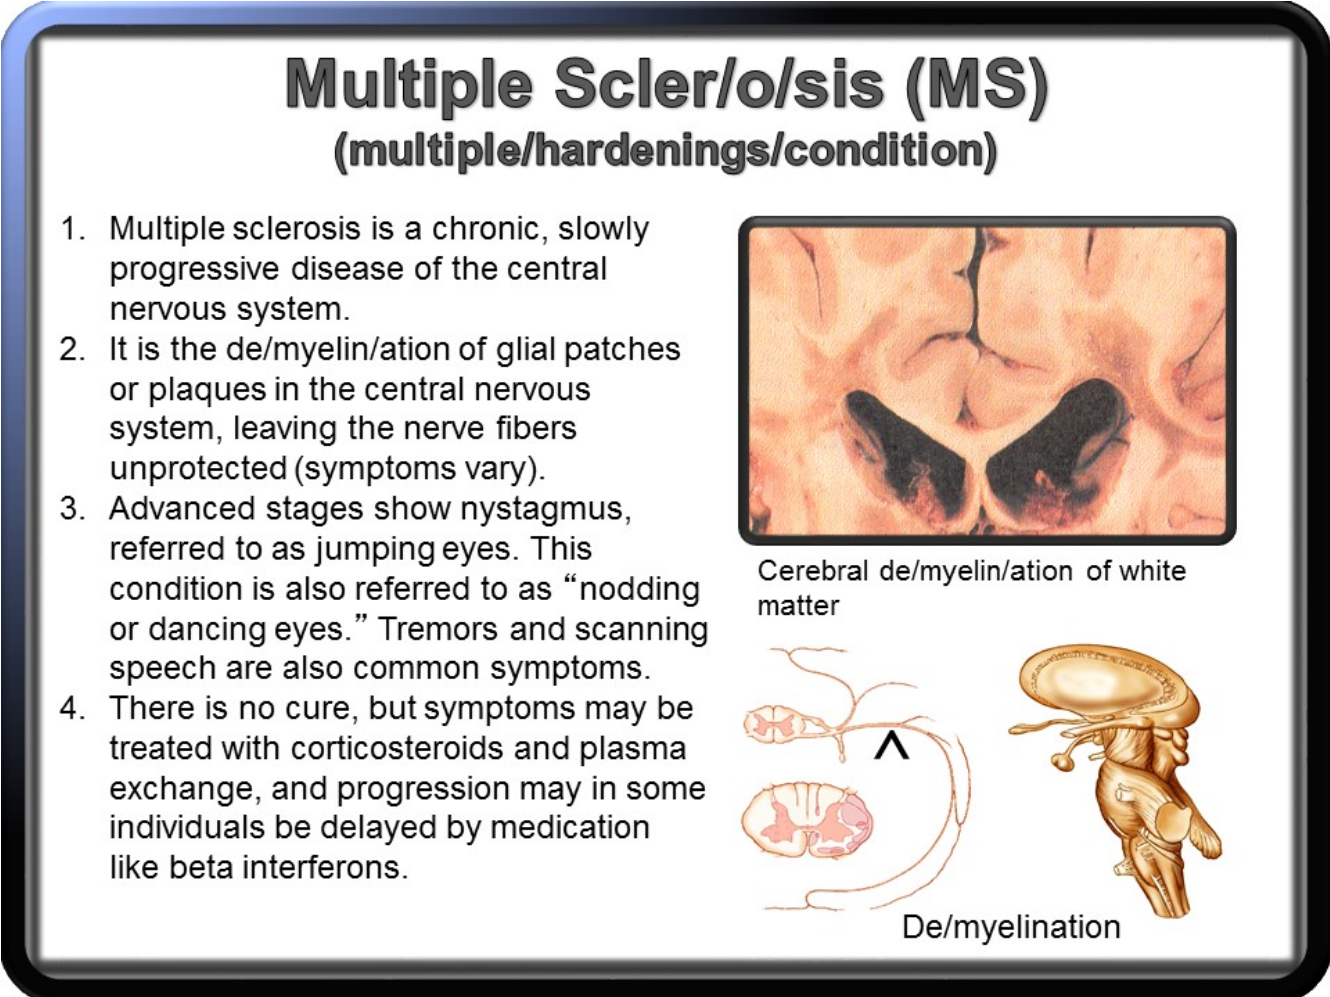 Multiple Scler/o/sis (MS)
(multiple/hardenings/condition)
1. Multiple sclerosis is a chronic, slowly
progressive disease of the central
nervous system.
2. It is the de/myelin/ation of glial patches
or plaques in the central nervous
system, leaving the nerve fibers
unprotected (symptoms vary).
3. Advanced stages show nystagmus,
referred to as jumping eyes. This
condition is also referred to as “nodding
or dancing eyes.” Tremors and scanning
speech are also common symptoms.
4. There is no cure, but symptoms may be
treated with corticosteroids and plasma
exchange, and progression may in some
individuals be delayed by medication
like beta interferons.
Cerebral de/myelin/ation of white
matter
De/myelination